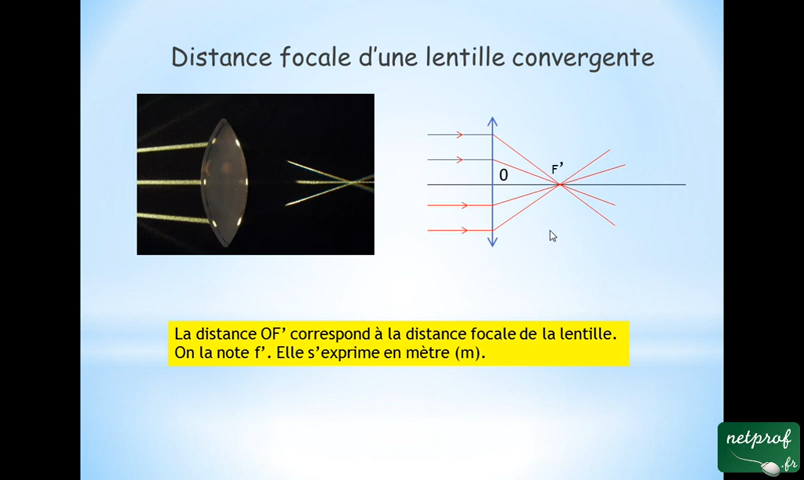 Distance focale d’une lentille convergente
O
F’
La distance OF’ correspond à la distance focale de la lentille.
On la note f’. Elle s’exprime en mètre (m).
netprof
.fr